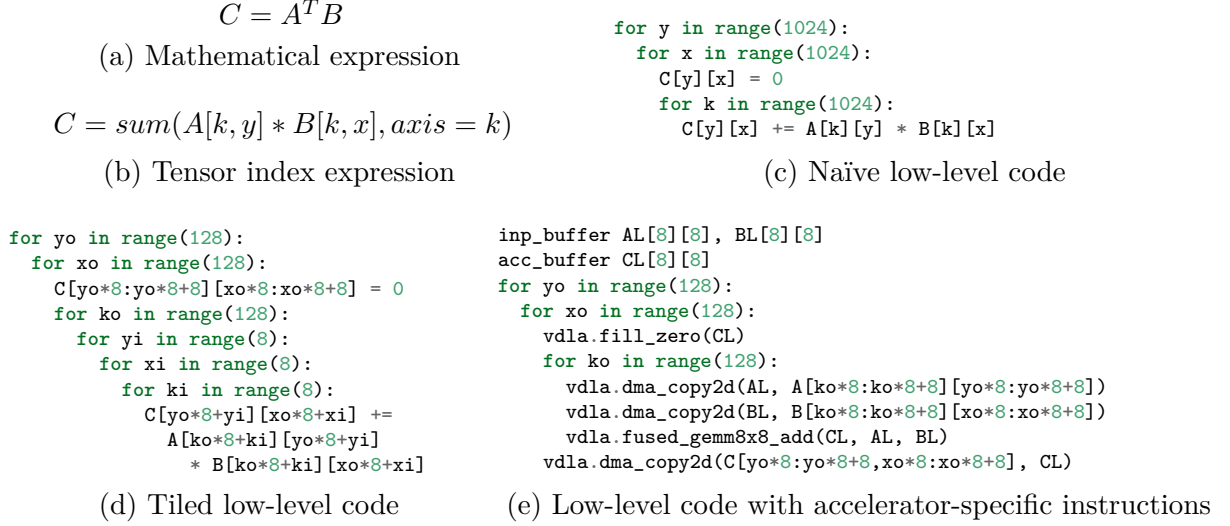 C = A^T B
(a) Mathematical expression
C = sum(A[k, y] ∗ B[k, x], axis = k)
(b) Tensor index expression
for y in range(1024):
  for x in range(1024):
    C[y][x] = 0
    for k in range(1024):
      C[y][x] += A[k][y] * B[k][x]
(c) Naïve low-level code
for yo in range(128):
  for xo in range(128):
    C[yo*8:yo*8+8][xo*8:xo*8+8] = 0
    for ko in range(128):
      for yi in range(8):
        for xi in range(8):
          for ki in range(8):
            C[yo*8+yi][xo*8+xi] +=
              A[ko*8+ki][yo*8+yi]
                * B[ko*8+ki][xo*8+xi]
(d) Tiled low-level code
inp_buffer AL[8][8], BL[8][8]
acc_buffer CL[8][8]
for yo in range(128):
  for xo in range(128):
    vdla.fill_zero(CL)
    for ko in range(128):
      vdla.dma_copy2d(AL, A[ko*8:ko*8+8][yo*8:yo*8+8])
      vdla.dma_copy2d(BL, B[ko*8:ko*8+8][xo*8:xo*8+8])
      vdla.fused_gemm8x8_add(CL, AL, BL)
    vdla.dma_copy2d(C[yo*8:yo*8+8,xo*8:xo*8+8], CL)
(e) Low-level code with accelerator-specific instructions